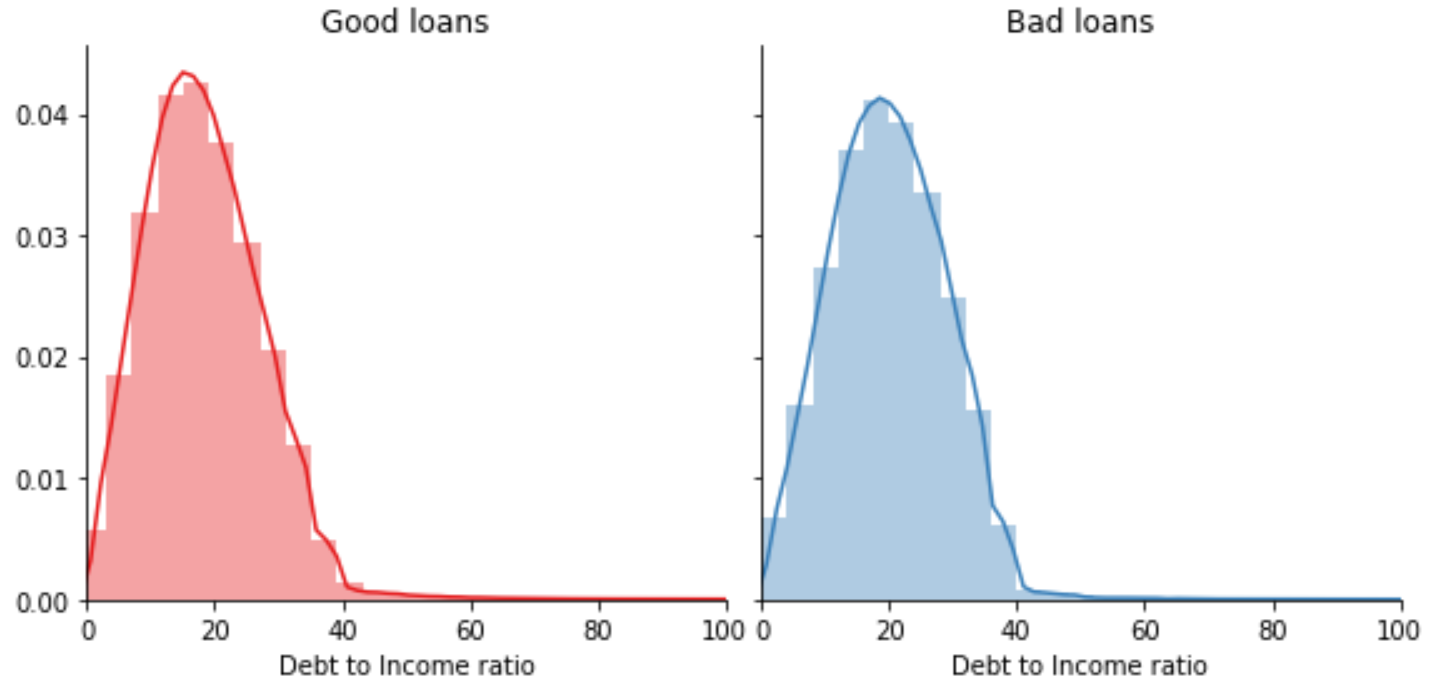 Good loans
Bad loans
0.04
0.03
0.02
0.01
0.00
0 20 40 60 80 100
0 20 40 60 80 100
Debt to Income ratio
Debt to Income ratio